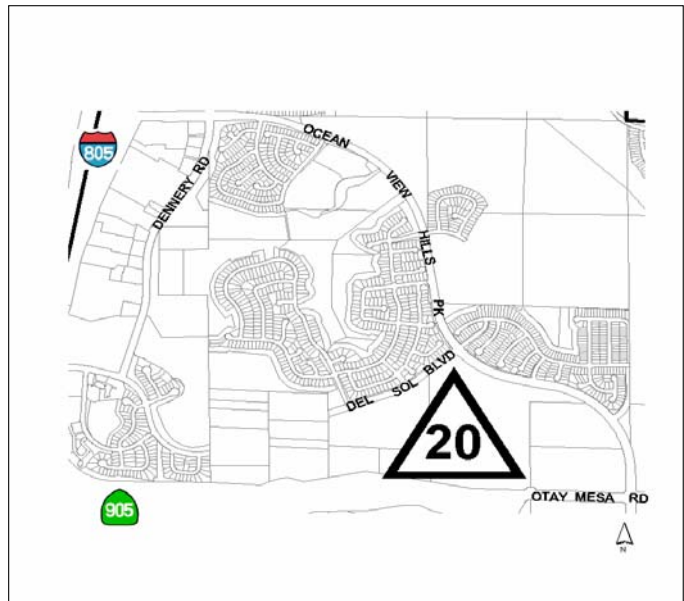 805
DENNERY RD
OCEAN VIEW HILLS PK
DEL SOL BLVD
20
OTAY MESA RD
905
N